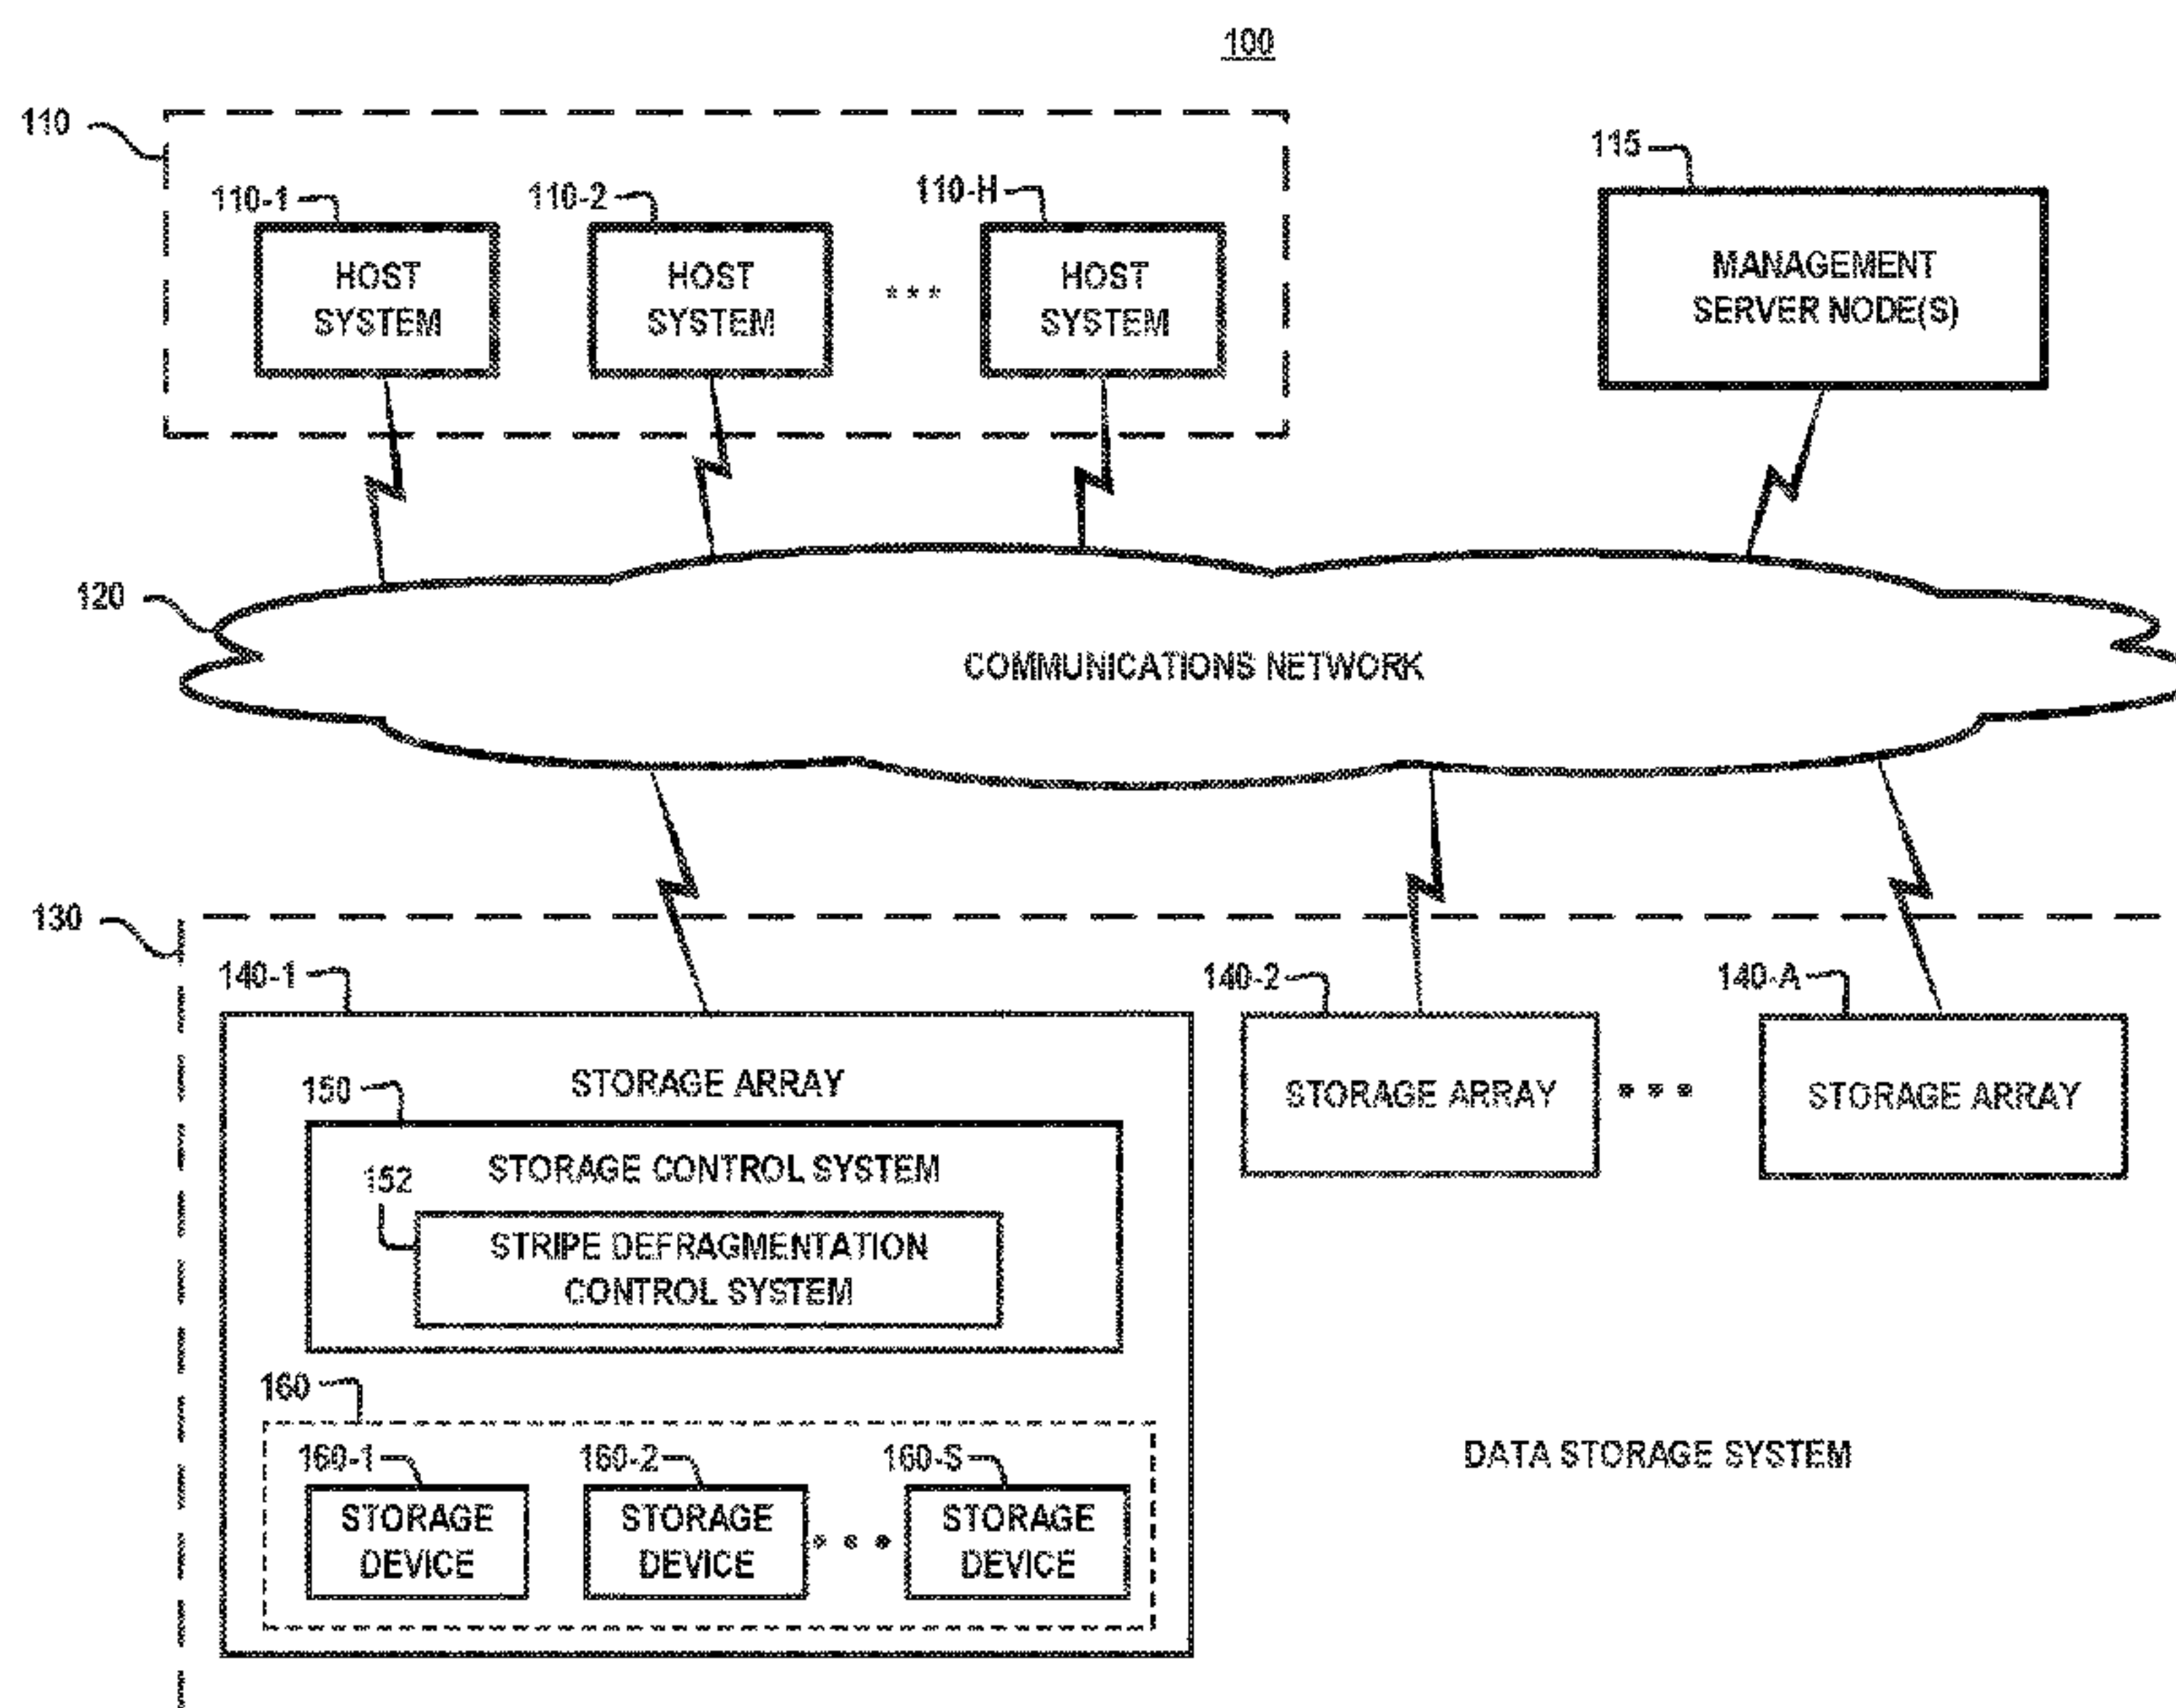 100
110
110-1
110-2
110-H
115
HOST
SYSTEM
HOST
SYSTEM
***
HOST
SYSTEM
MANAGEMENT
SERVER NODE(S)
120
COMMUNICATIONS NETWORK
130
140-1
140-2
140-A
STORAGE ARRAY
STORAGE ARRAY
STORAGE ARRAY
150
STORAGE CONTROL SYSTEM
152
STRIPE DEFRAGMENTATION
CONTROL SYSTEM
160
160-1
160-2
160-S
STORAGE
DEVICE
STORAGE
DEVICE
STORAGE
DEVICE
DATA STORAGE SYSTEM